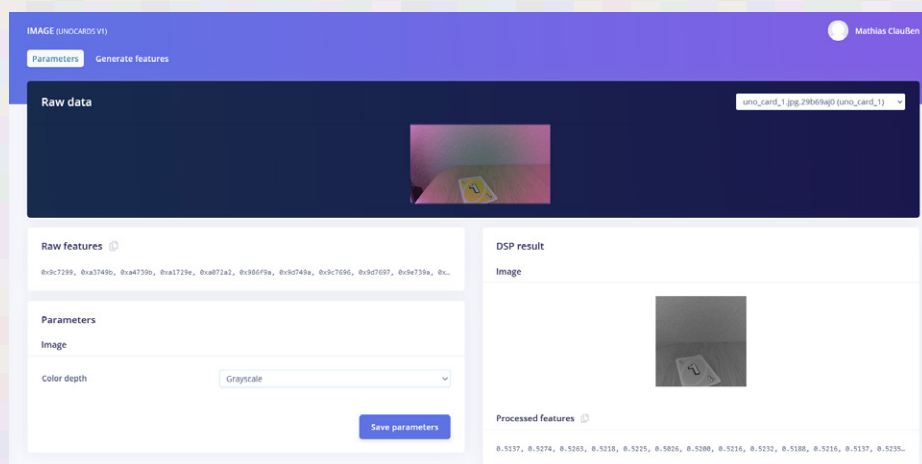 IMAGE (UNOCARDS V1)
Mathias Claußen
Parameters
Generate features
Raw data
uno_card_1.jpg.29b69aj0 (uno_card_1)
Raw features
0x9c7299, 0xa3749b, 0xa4739b, 0xa1729e, 0xa072a2, 0x986f9a, 0x9d749a, 0x9c7696, 0x9d7697, 0x9e739a, 0x…
Parameters
Image
Color depth
Grayscale
Save parameters
DSP result
Image
Processed features
0.5137, 0.5274, 0.5263, 0.5218, 0.5225, 0.5026, 0.5200, 0.5216, 0.5232, 0.5188, 0.5216, 0.5137, 0.5235…